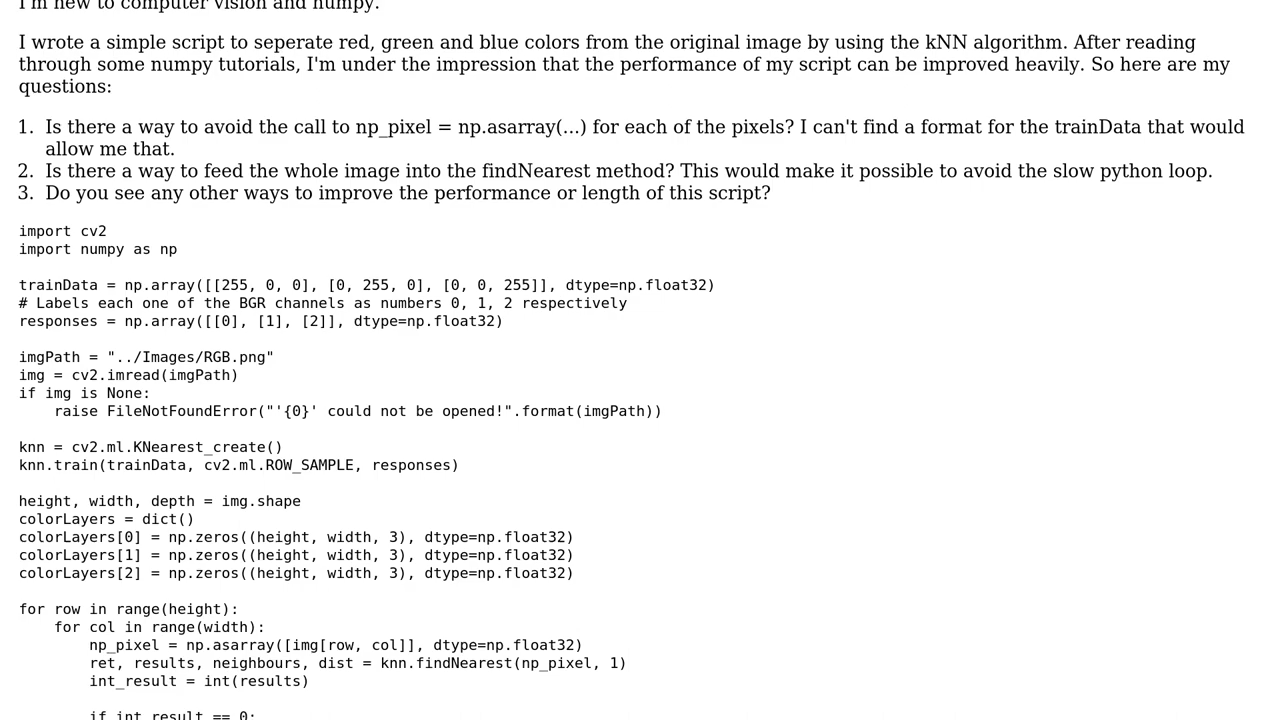 I'm new to computer vision and numpy.
I wrote a simple script to seperate red, green and blue colors from the original image by using the kNN algorithm. After reading
through some numpy tutorials, I'm under the impression that the performance of my script can be improved heavily. So here are my
questions:
1. Is there a way to avoid the call to np_pixel = np.asarray(...) for each of the pixels? I can't find a format for the trainData that would
allow me that.
2. Is there a way to feed the whole image into the findNearest method? This would make it possible to avoid the slow python loop.
3. Do you see any other ways to improve the performance or length of this script?
import cv2
import numpy as np
trainData = np.array([[255, 0, 0], [0, 255, 0], [0, 0, 255]], dtype=np.float32)
# Labels each one of the BGR channels as numbers 0, 1, 2 respectively
responses = np.array([[0], [1], [2]], dtype=np.float32)
imgPath = "../Images/RGB.png"
img = cv2.imread(imgPath)
if img is None:
    raise FileNotFoundError("'{0}' could not be opened!".format(imgPath))
knn = cv2.ml.KNearest_create()
knn.train(trainData, cv2.ml.ROW_SAMPLE, responses)
height, width, depth = img.shape
colorLayers = dict()
colorLayers[0] = np.zeros((height, width, 3), dtype=np.float32)
colorLayers[1] = np.zeros((height, width, 3), dtype=np.float32)
colorLayers[2] = np.zeros((height, width, 3), dtype=np.float32)
for row in range(height):
    for col in range(width):
        np_pixel = np.asarray([img[row, col]], dtype=np.float32)
        ret, results, neighbours, dist = knn.findNearest(np_pixel, 1)
        int_result = int(results)
        if int_result == 0: